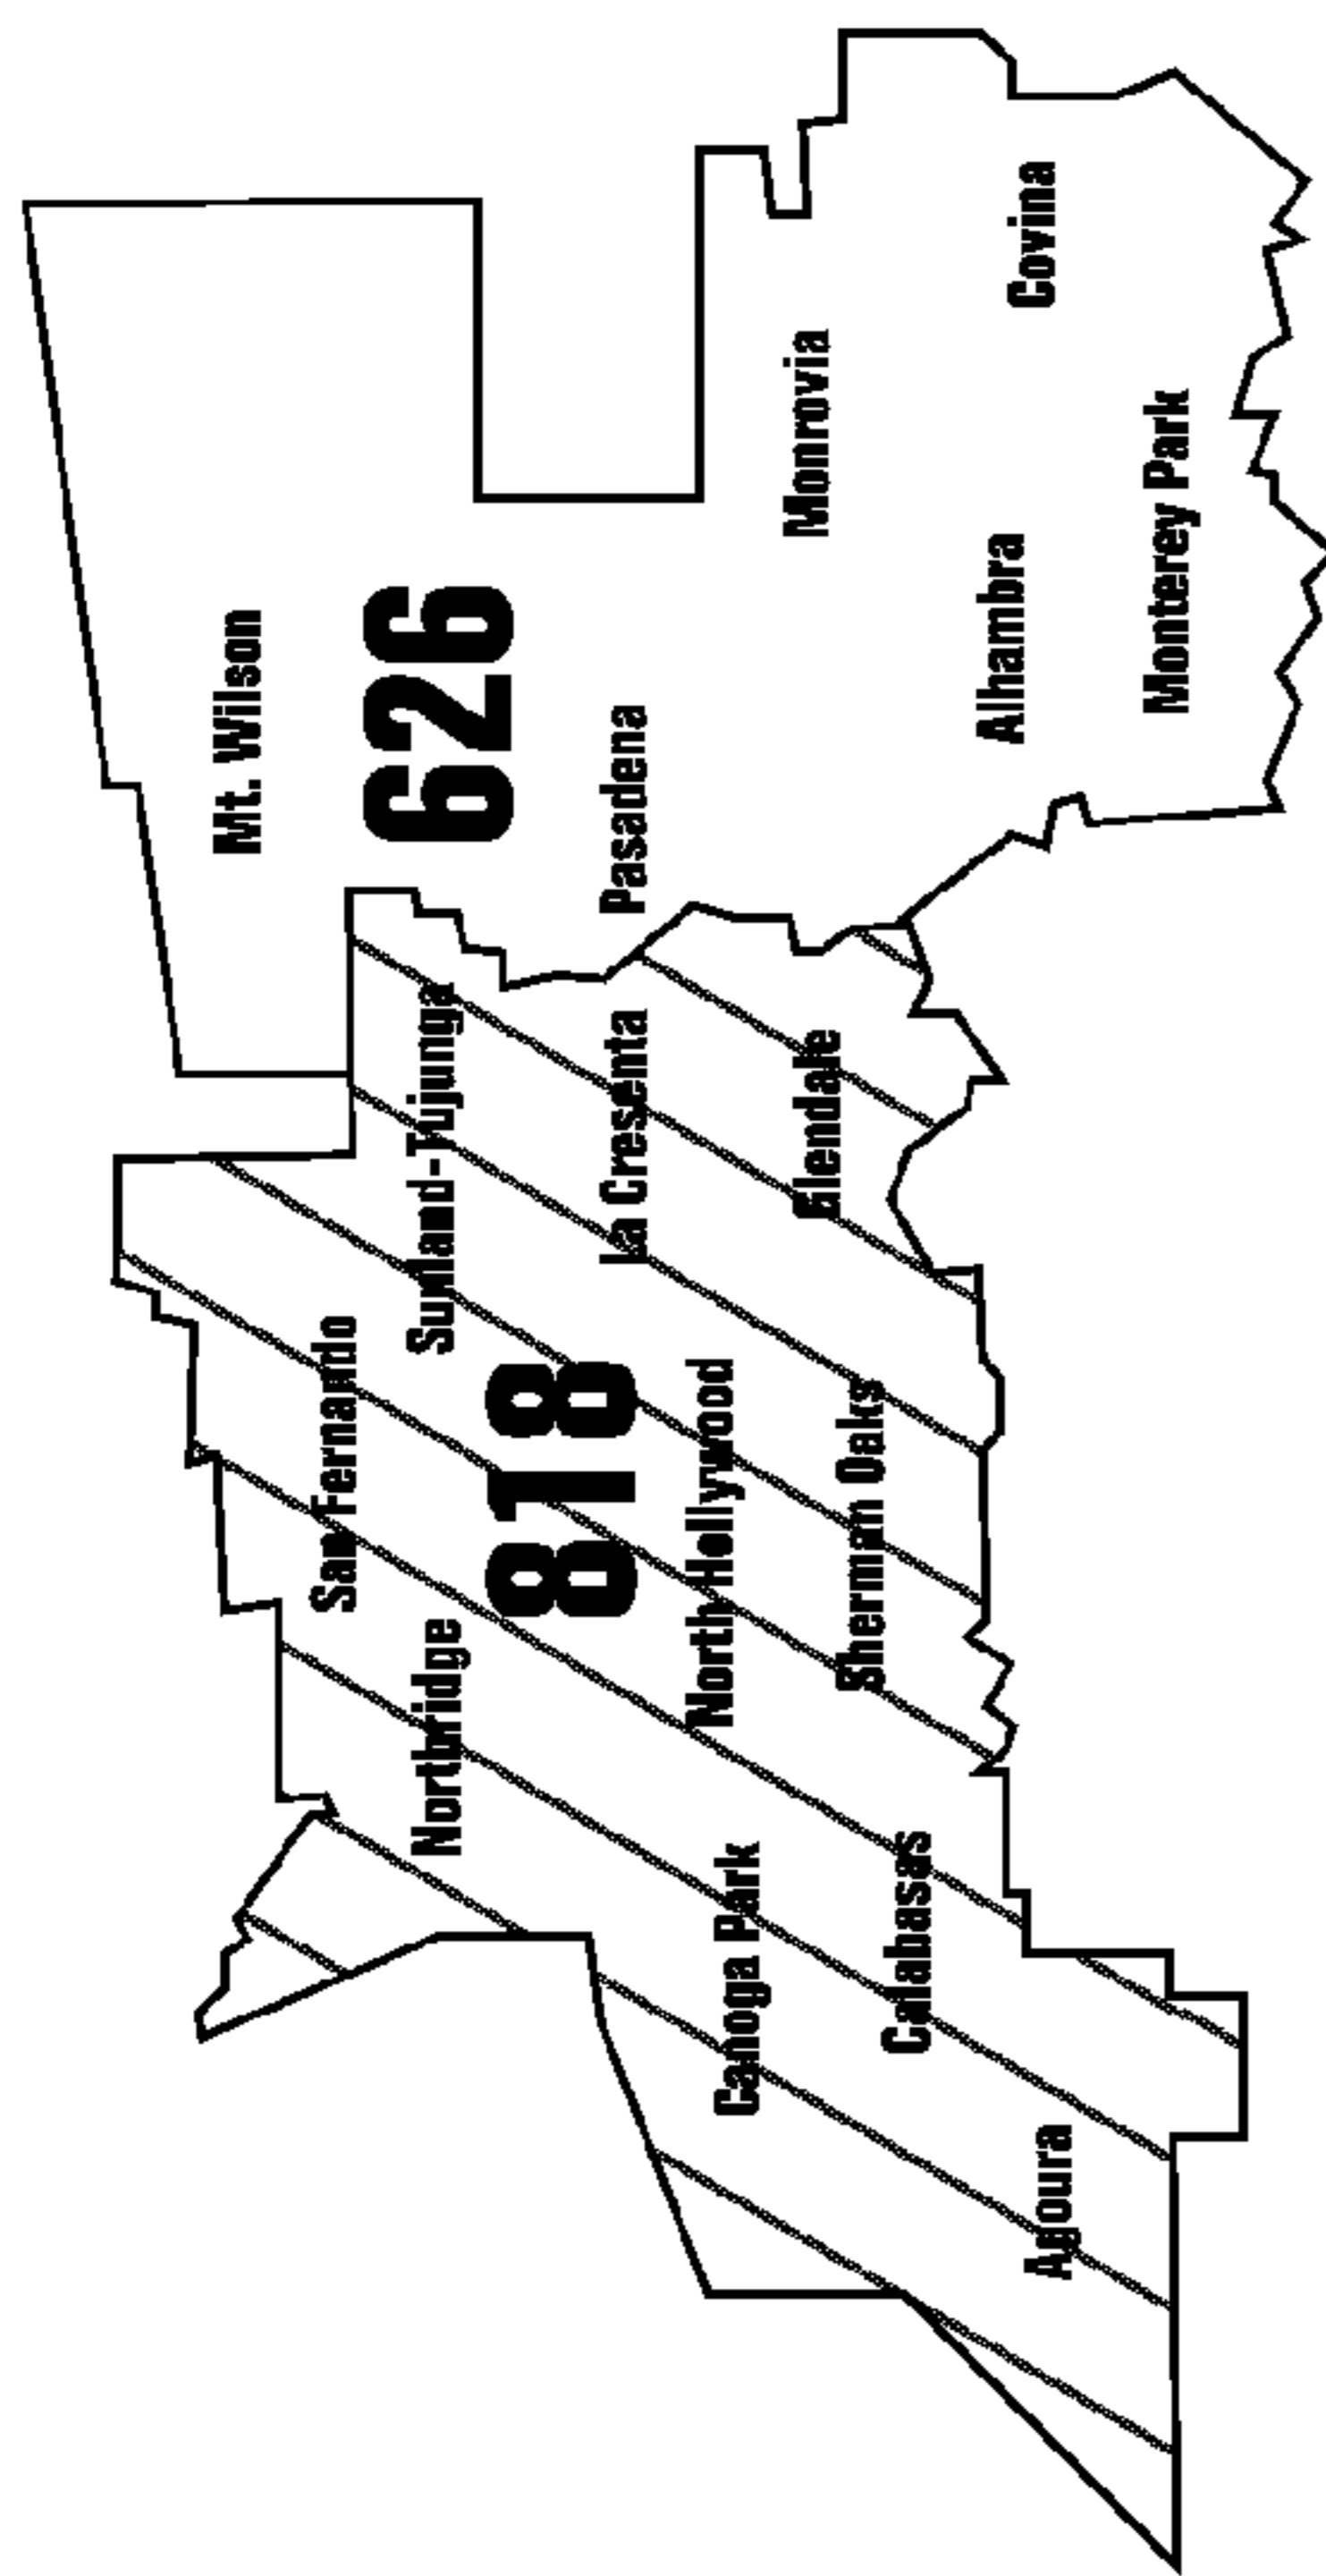 Mt. Wilson
626
San Fernando
Sunland-Tujunga
Northridge
818
Pasadena
La Cresenta
North Hollywood
Canoga Park
Monrovia
Glendale
Sherman Oaks
Calabasas
Alhambra
Covina
Agoura
Monterey Park